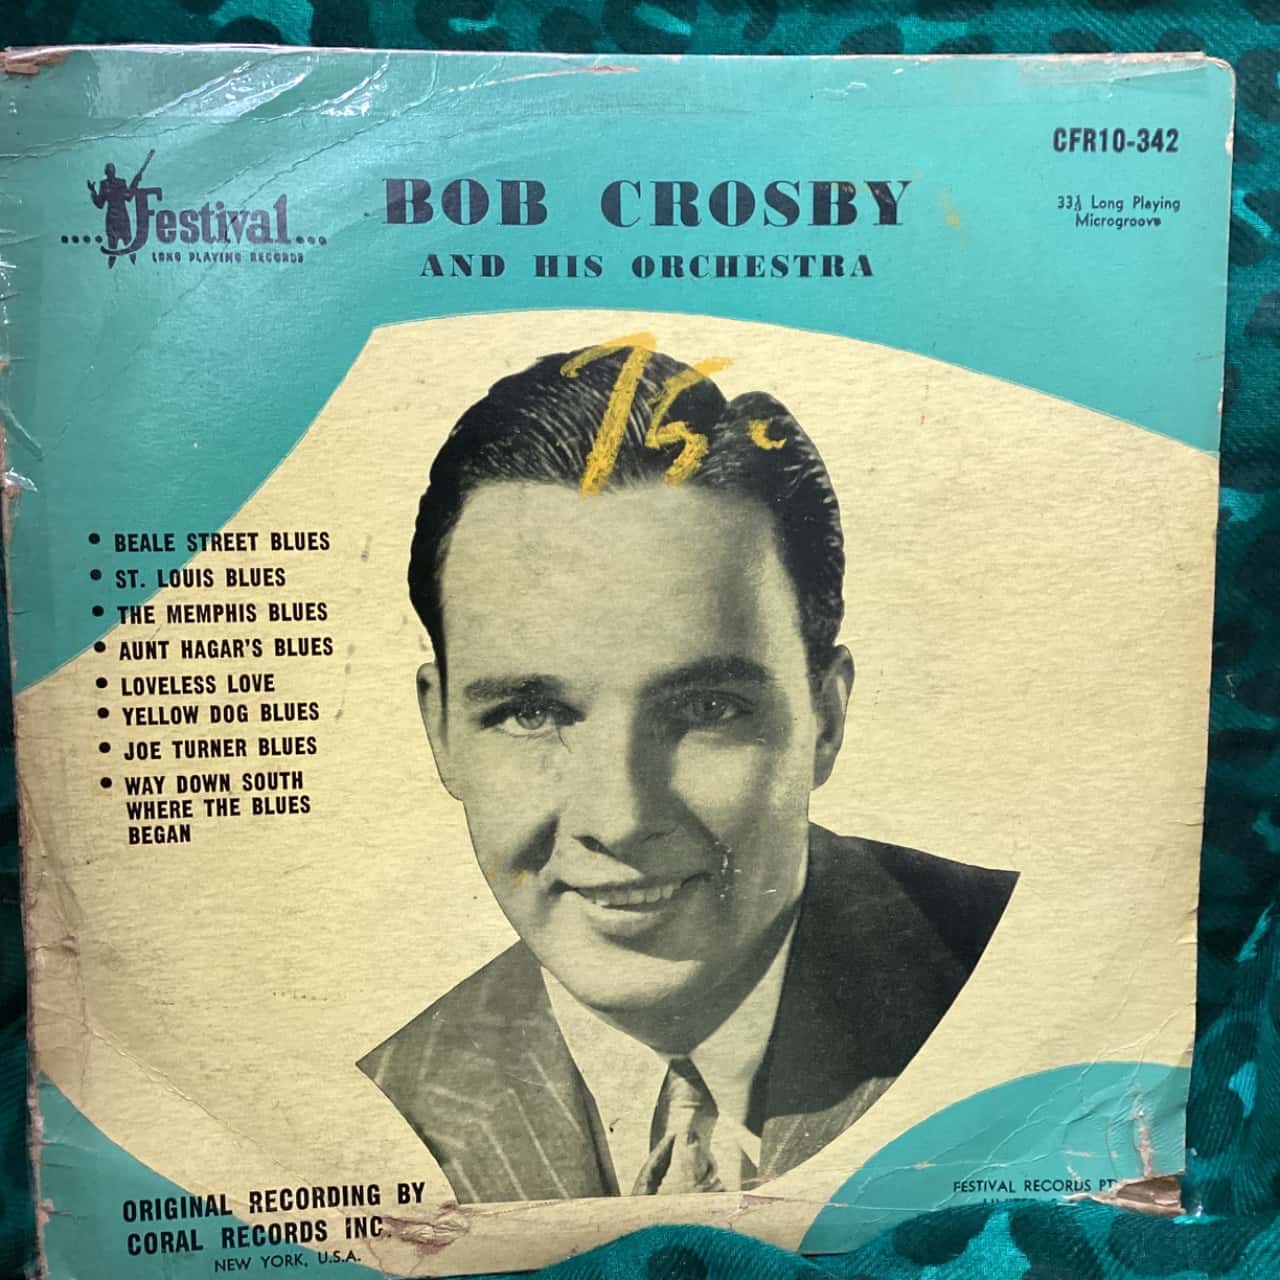 CFR10-342
33⅓ Long Playing
Microgroove
....Festival...
LONG PLAYING RECORDS
BOB CROSBY
AND HIS ORCHESTRA
75c
• BEALE STREET BLUES
• ST. LOUIS BLUES
• THE MEMPHIS BLUES
• AUNT HAGAR'S BLUES
• LOVELESS LOVE
• YELLOW DOG BLUES
• JOE TURNER BLUES
• WAY DOWN SOUTH
WHERE THE BLUES
BEGAN
ORIGINAL RECORDING BY
CORAL RECORDS INC.
NEW YORK, U.S.A.
FESTIVAL RECORDS